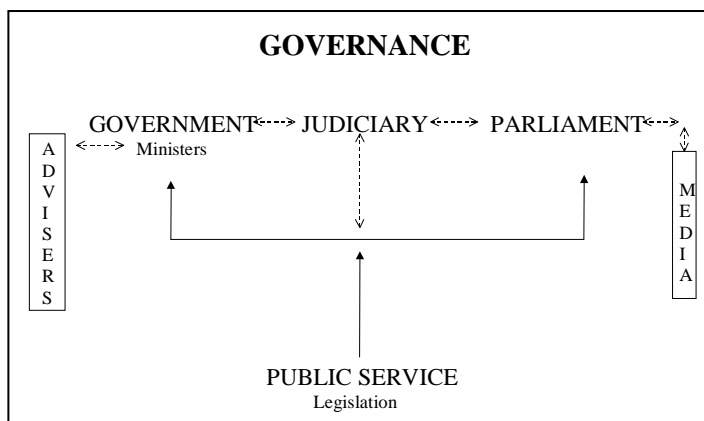 GOVERNANCE
GOVERNMENT JUDICIARY PARLIAMENT
Ministers
ADVISERS
MEDIA
PUBLIC SERVICE
Legislation